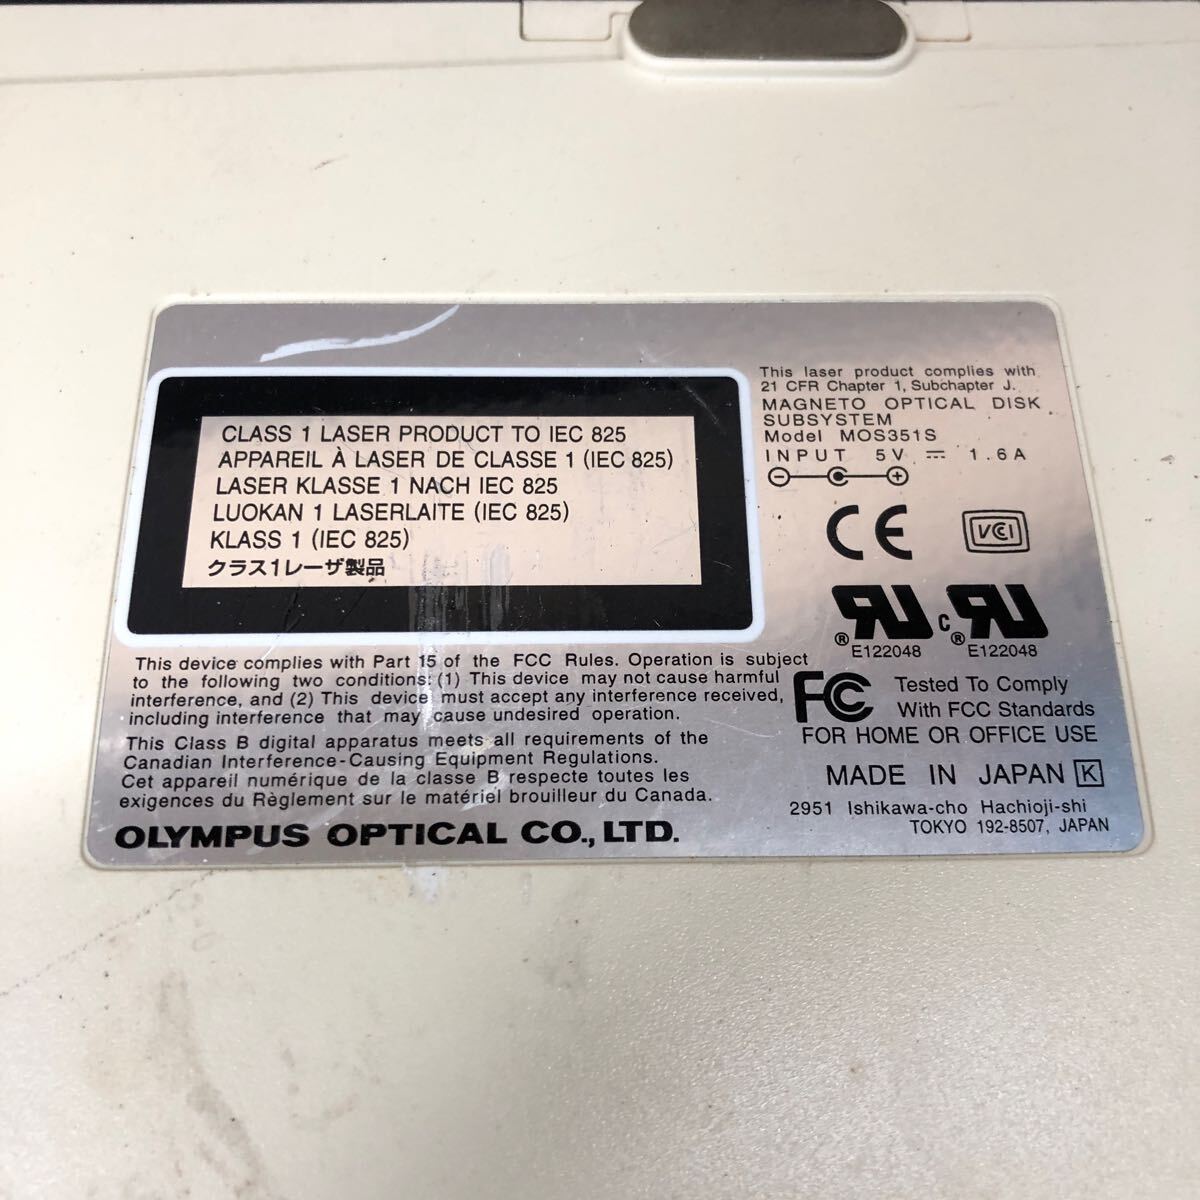 CLASS 1 LASER PRODUCT TO IEC 825
APPAREIL À LASER DE CLASSE 1 (IEC 825)
LASER KLASSE 1 NACH IEC 825
LUOKAN 1 LASERLAITE (IEC 825)
KLASS 1 (IEC 825)
クラス1レーザ製品
This laser product complies with
21 CFR Chapter 1, Subchapter J.
MAGNETO OPTICAL DISK
SUBSYSTEM
Model MOS351S
INPUT 5V ⎓ 1.6A
CE VCCI
RU ® E122048 c RU ® E122048
FC Tested To Comply
With FCC Standards
FOR HOME OR OFFICE USE
MADE IN JAPAN K
2951 Ishikawa-cho Hachioji-shi
TOKYO 192-8507, JAPAN
This device complies with Part 15 of the FCC Rules. Operation is subject
to the following two conditions: (1) This device may not cause harmful
interference, and (2) This device must accept any interference received,
including interference that may cause undesired operation.
This Class B digital apparatus meets all requirements of the
Canadian Interference-Causing Equipment Regulations.
Cet appareil numérique de la classe B respecte toutes les
exigences du Règlement sur le matériel brouilleur du Canada.
OLYMPUS OPTICAL CO., LTD.